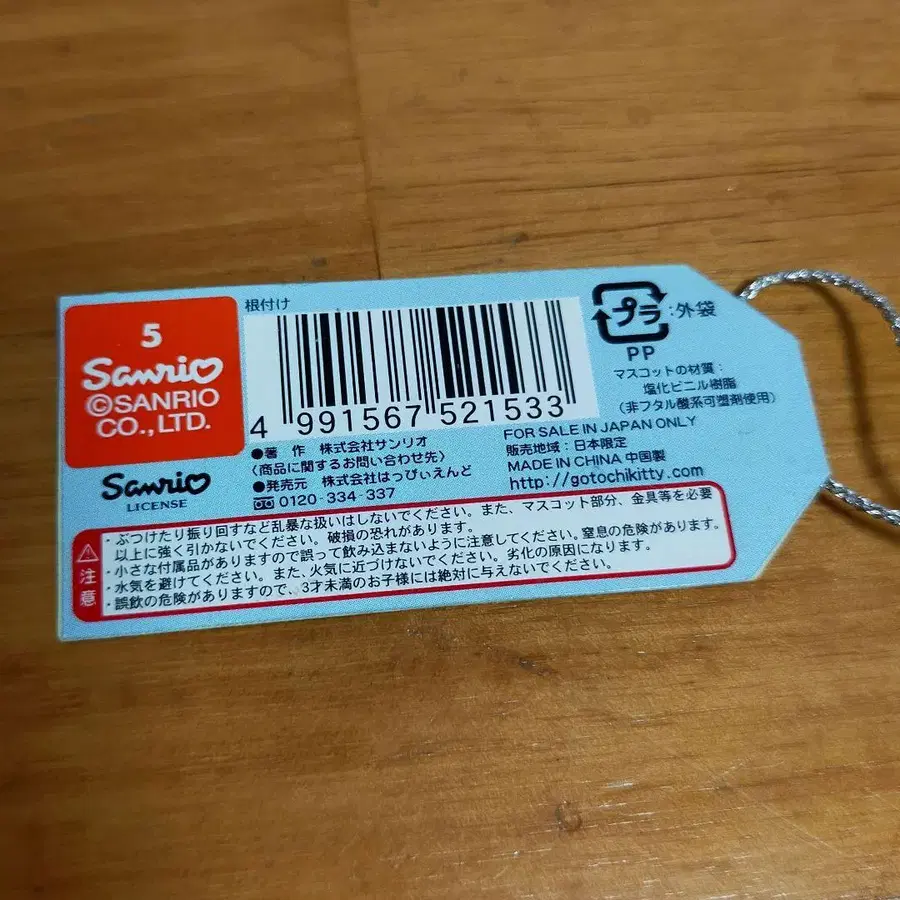 5
Sanrio
©SANRIO
CO.,LTD.
Sanrio
LICENSE
根付け
4 991567 521533
●著 作 株式会社サンリオ
〈商品に関するお問い合わせ先〉
●発売元 株式会社はっぴぃえんど
0120-334-337
プラ:外袋
PP
マスコットの材質:
塩化ビニル樹脂
(非フタル酸系可塑剤使用)
FOR SALE IN JAPAN ONLY
販売地域:日本限定
MADE IN CHINA 中国製
http://gotochikitty.com
注意
・ぶつけたり振り回すなど乱暴な扱いはしないでください。また、マスコット部分、金具等を必要
以上に強く引かないでください。破損の恐れがあります。
・小さな付属品がありますので誤って飲み込まないように注意してください。窒息の危険があります。
・水気を避けてください。また、火気に近づけないでください。劣化の原因になります。
・誤飲の危険がありますので、3才未満のお子様には絶対に与えないでください。